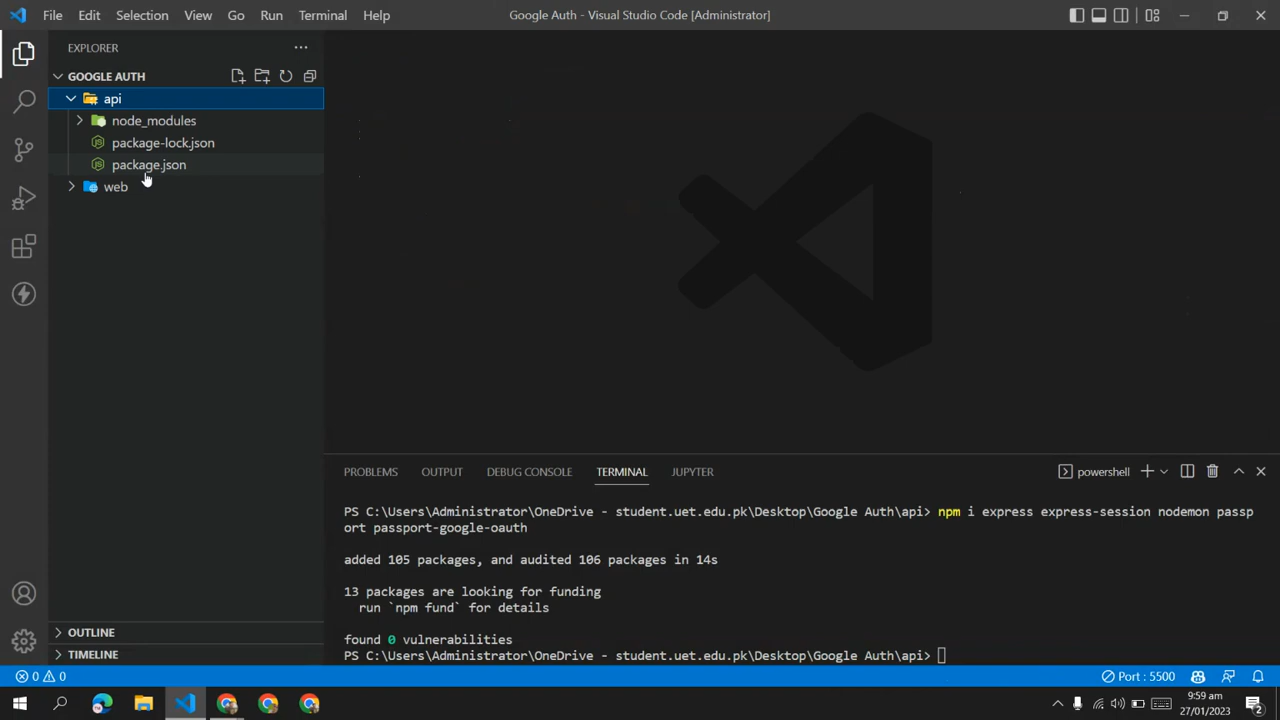 File Edit Selection View Go Run Terminal Help
Google Auth - Visual Studio Code [Administrator]
EXPLORER
GOOGLE AUTH
api
node_modules
package-lock.json
package.json
web
PROBLEMS OUTPUT DEBUG CONSOLE TERMINAL JUPYTER
powershell
PS C:\Users\Administrator\OneDrive - student.uet.edu.pk\Desktop\Google Auth\api> npm i express express-session nodemon passp
ort passport-google-oauth
added 105 packages, and audited 106 packages in 14s
13 packages are looking for funding
run `npm fund` for details
found 0 vulnerabilities
PS C:\Users\Administrator\OneDrive - student.uet.edu.pk\Desktop\Google Auth\api>
OUTLINE
TIMELINE
0 0
Port : 5500
9:59 am
27/01/2023
2